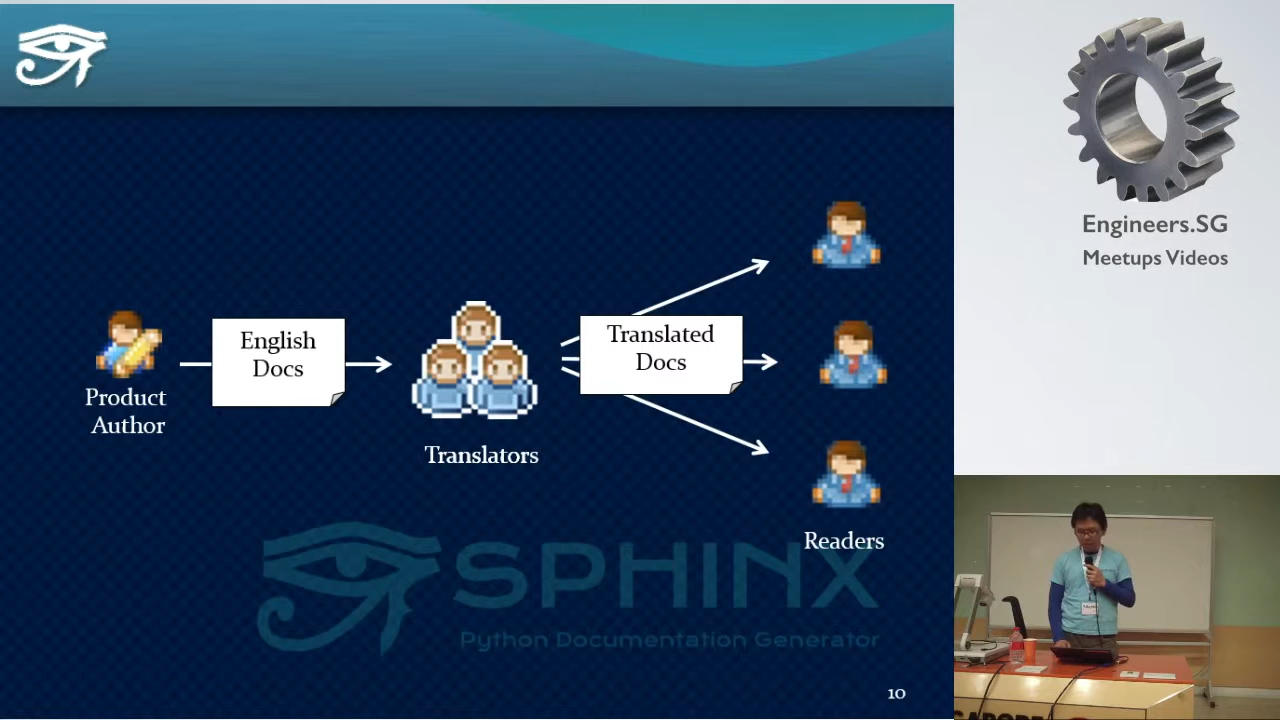 English
Docs
Translated
Docs
Product
Author
Translators
Readers
SPHINX
Python Documentation Generator
10
Engineers.SG
Meetups Videos